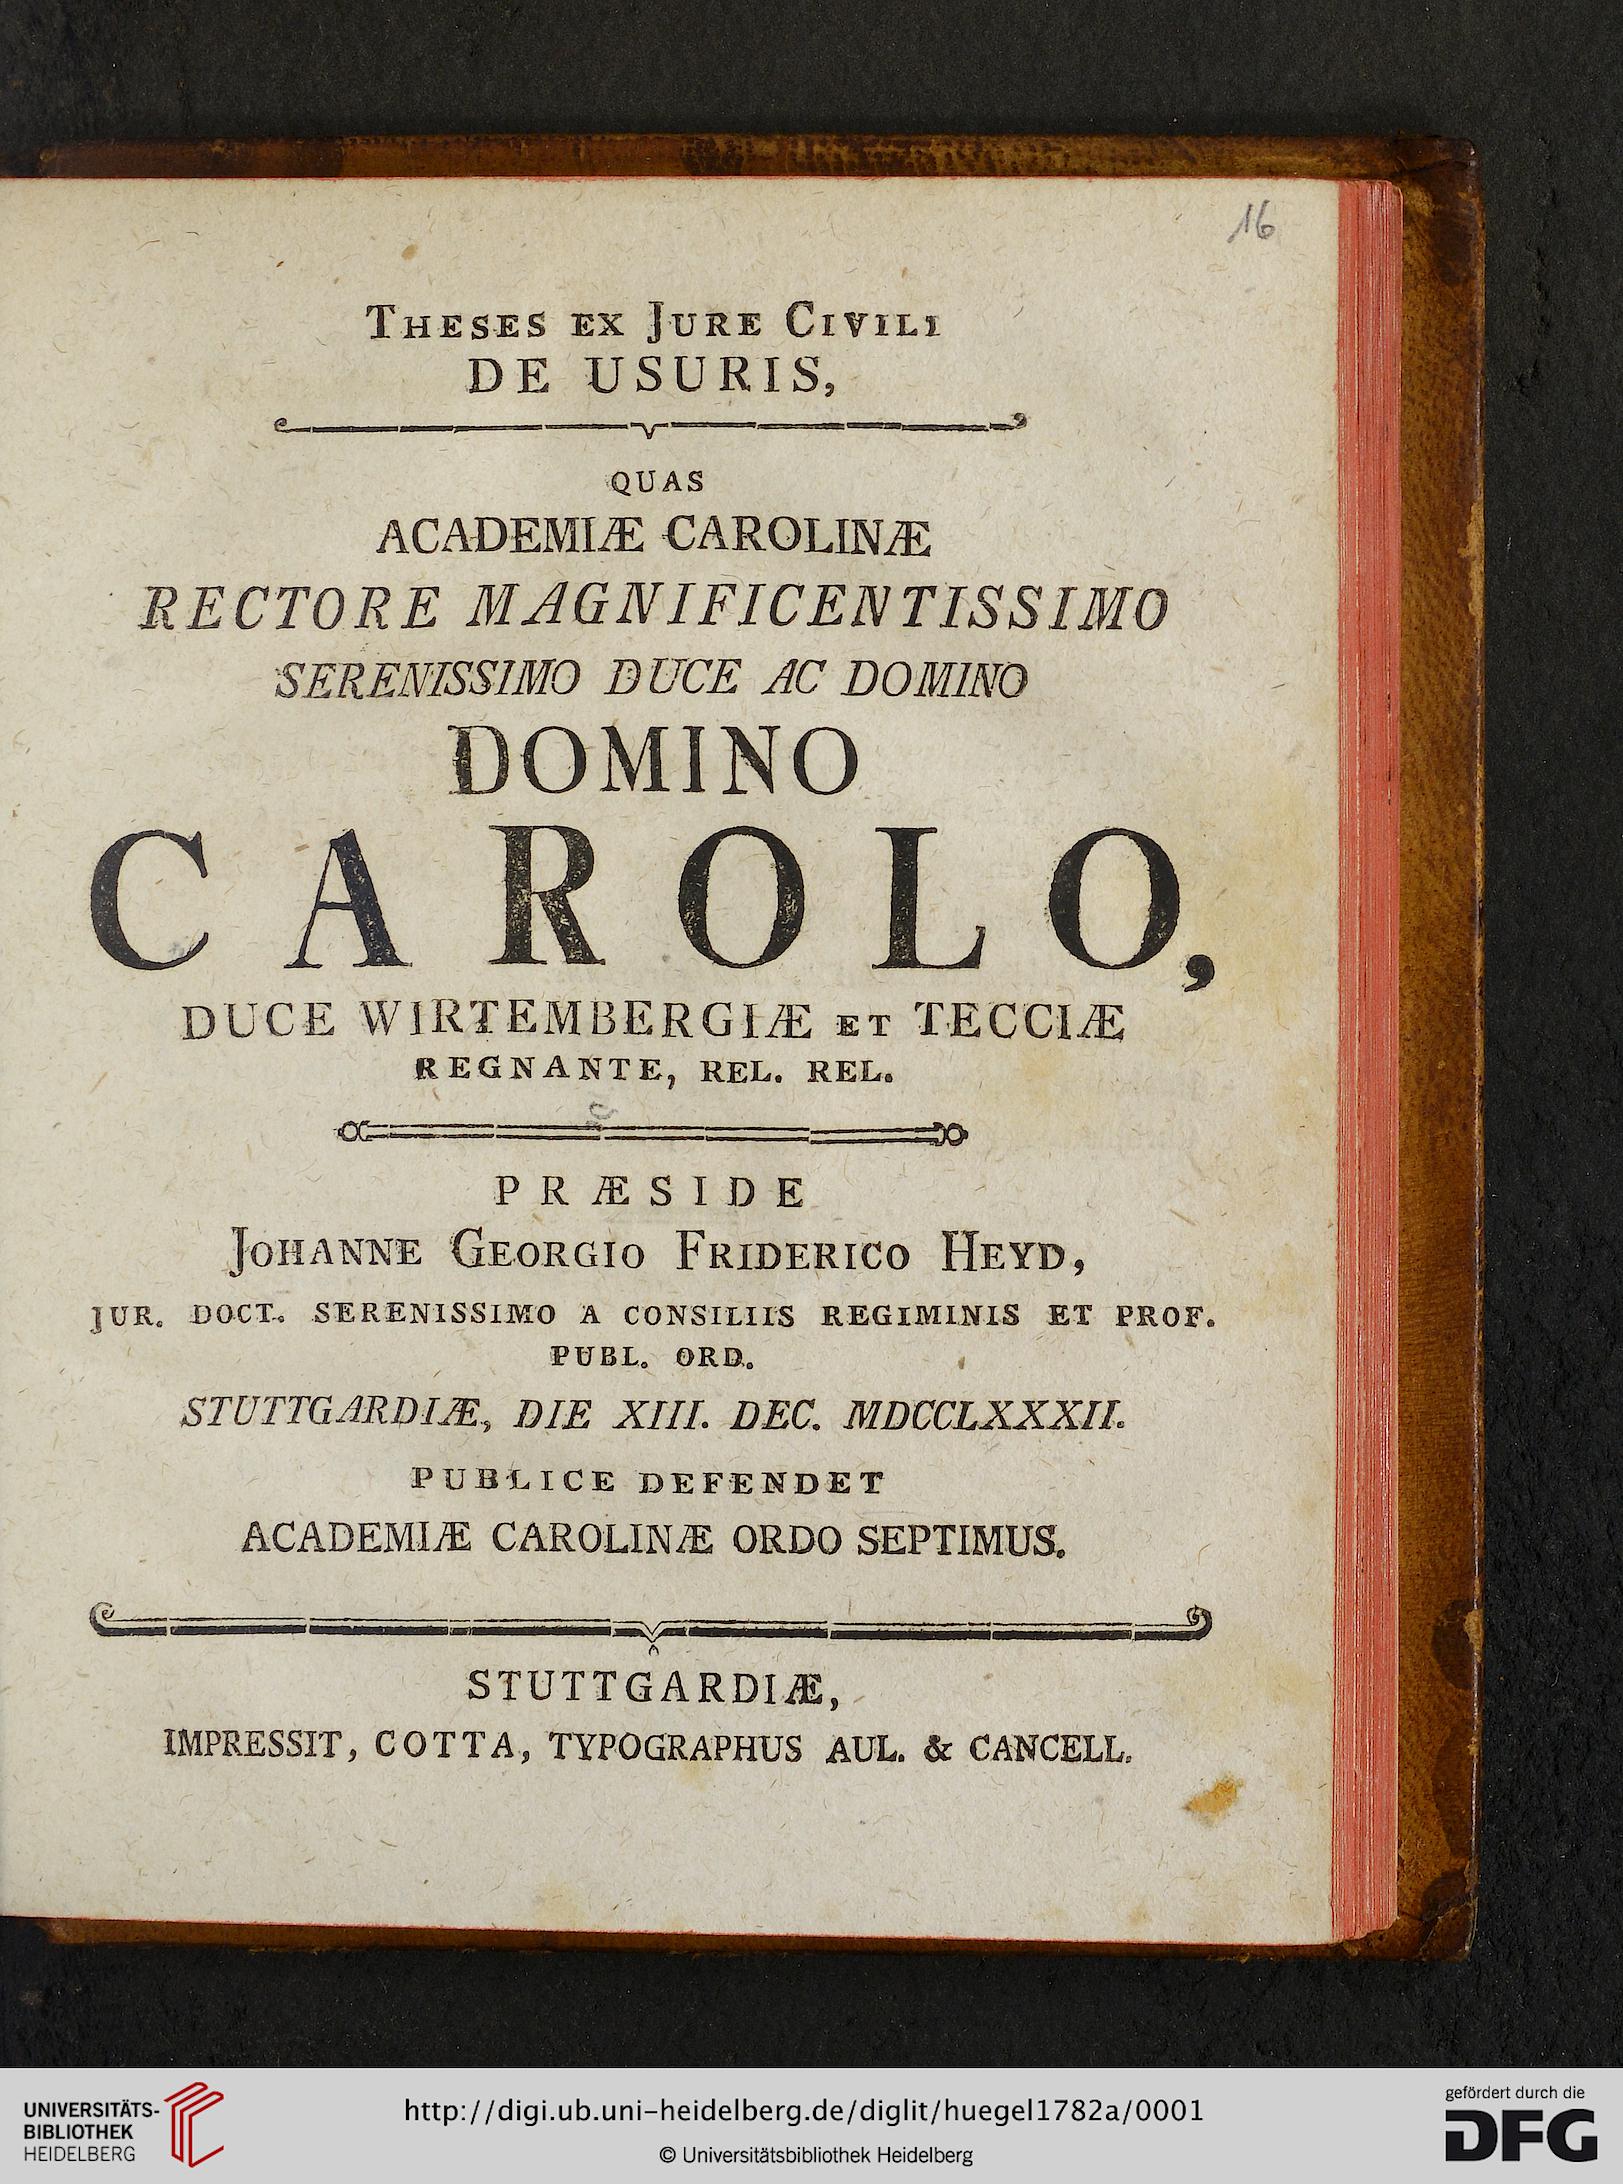 16
THESES EX JURE CIVILI
DE USURIS,
QUAS
ACADEMIÆ CAROLINÆ
RECTORE MAGNIFICENTISSIMO
SERENISSIMO DUCE AC DOMINO
DOMINO
CAROLO,
DUCE WIRTEMBERGIÆ ET TECCIÆ
REGNANTE, REL. REL.
PRÆSIDE
JOHANNE GEORGIO FRIDERICO HEYD,
JUR. DOCT. SERENISSIMO A CONSILIIS REGIMINIS ET PROF.
PUBL. ORD.
STUTTGARDIÆ, DIE XIII. DEC. MDCCLXXXII.
PUBLICE DEFENDET
ACADEMIÆ CAROLINÆ ORDO SEPTIMUS.
STUTTGARDIÆ,
IMPRESSIT, COTTA, TYPOGRAPHUS AUL. & CANCELL.
UNIVERSITÄTS-
BIBLIOTHEK
HEIDELBERG
http://digi.ub.uni-heidelberg.de/diglit/huegel1782a/0001
© Universitätsbibliothek Heidelberg
gefördert durch die
DFG